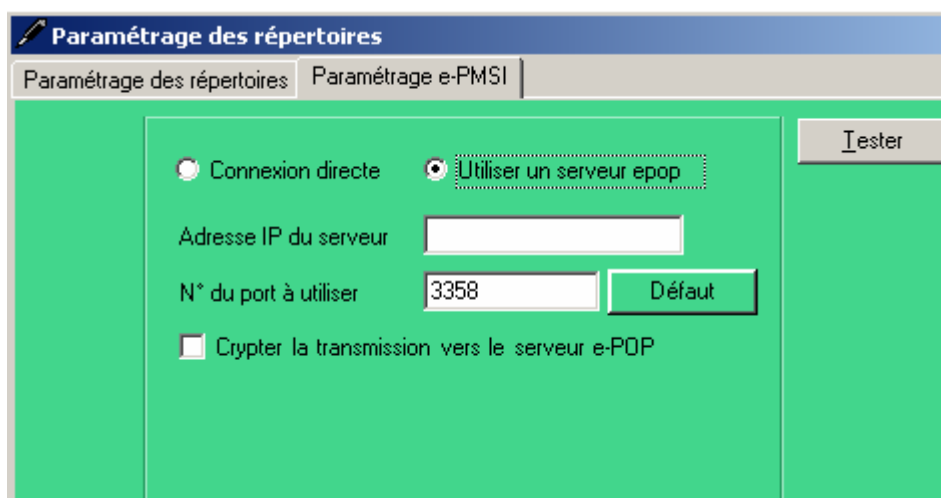 Paramétrage des répertoires
Paramétrage des répertoires Paramétrage e-PMSI
Tester
Connexion directe Utiliser un serveur epop
Adresse IP du serveur
N° du port à utiliser 3358 Défaut
Crypter la transmission vers le serveur e-POP